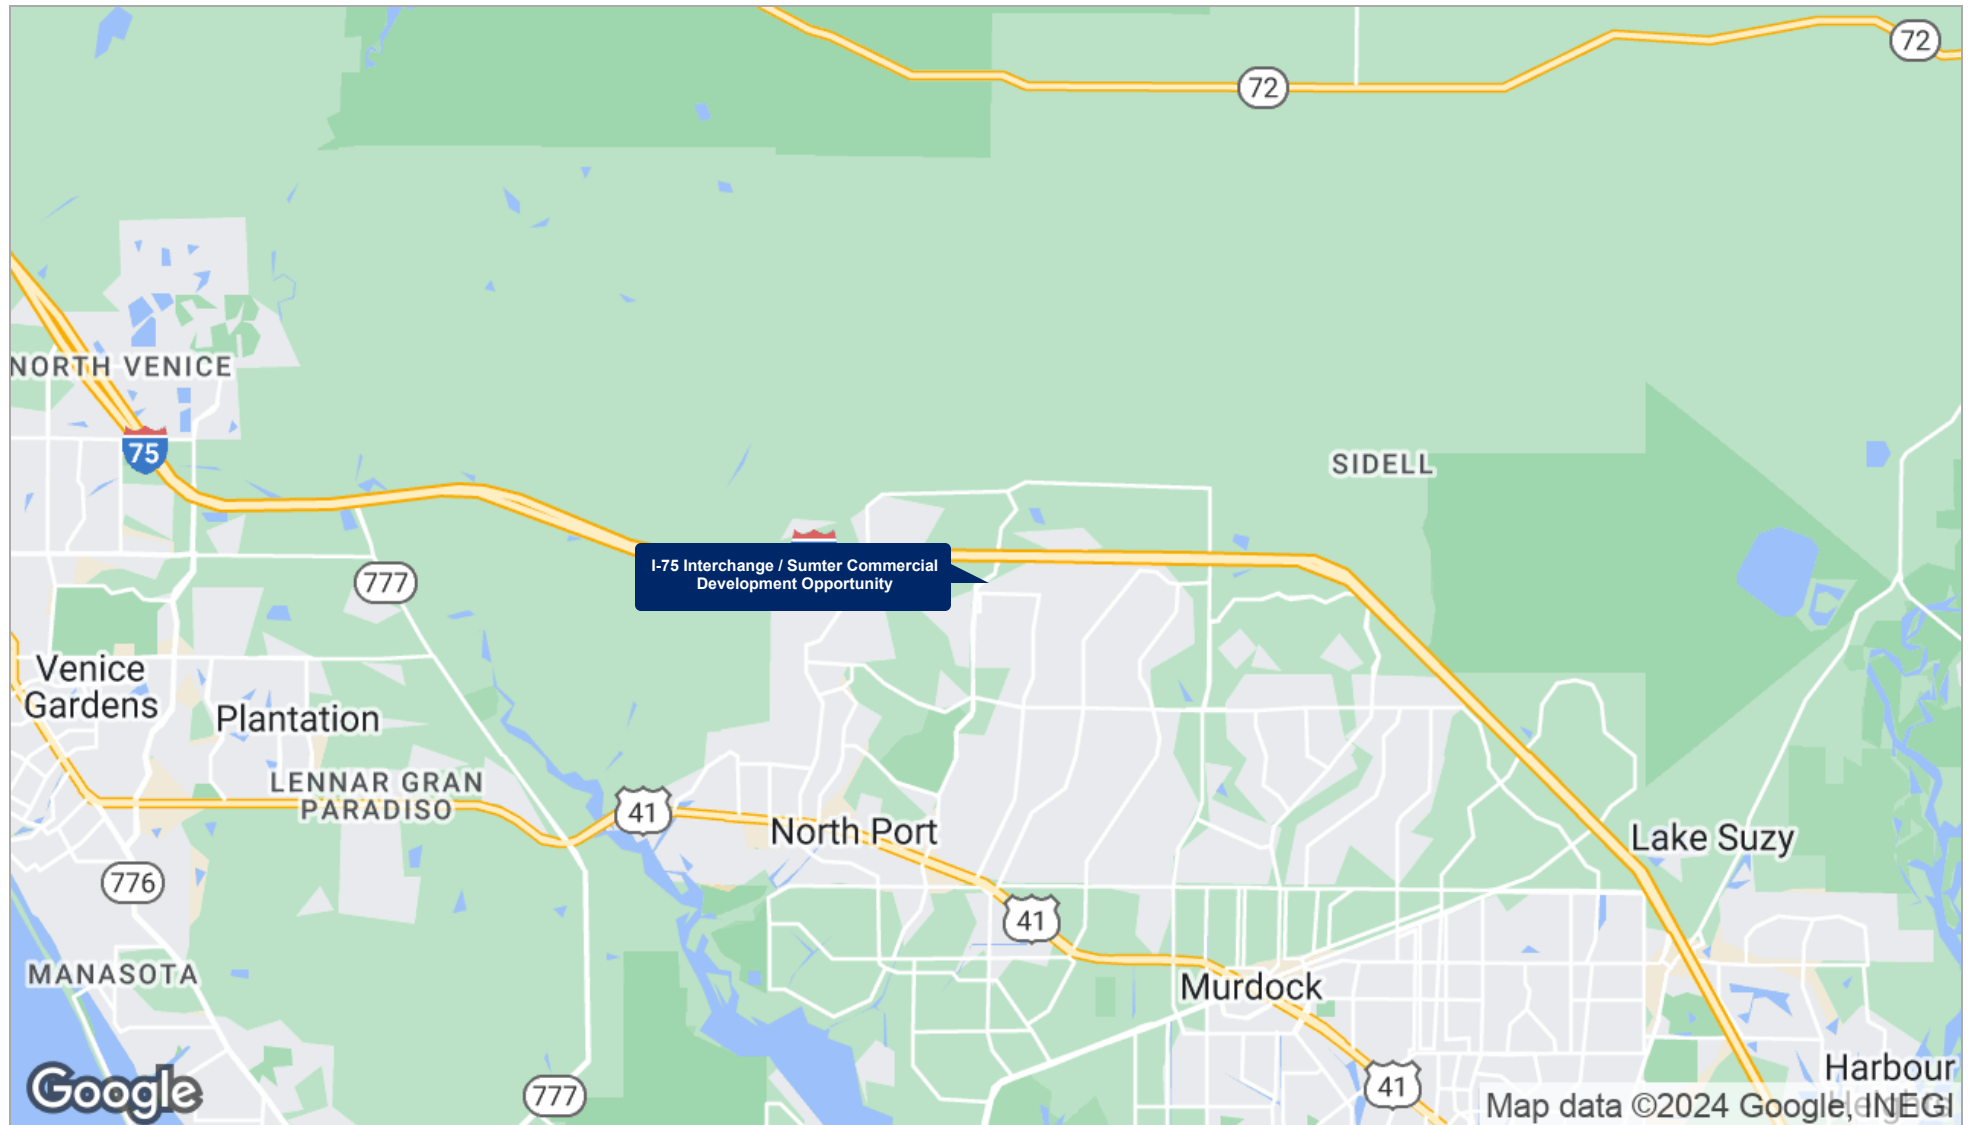 72
72
NORTH VENICE
75
SIDELL
I-75 Interchange / Sumter Commercial
Development Opportunity
777
Venice
Gardens
Plantation
LENNAR GRAN
PARADISO
41
North Port
Lake Suzy
776
41
MANASOTA
Murdock
Harbour
Heights
777
41
Google
Map data ©2024 Google, INEGI